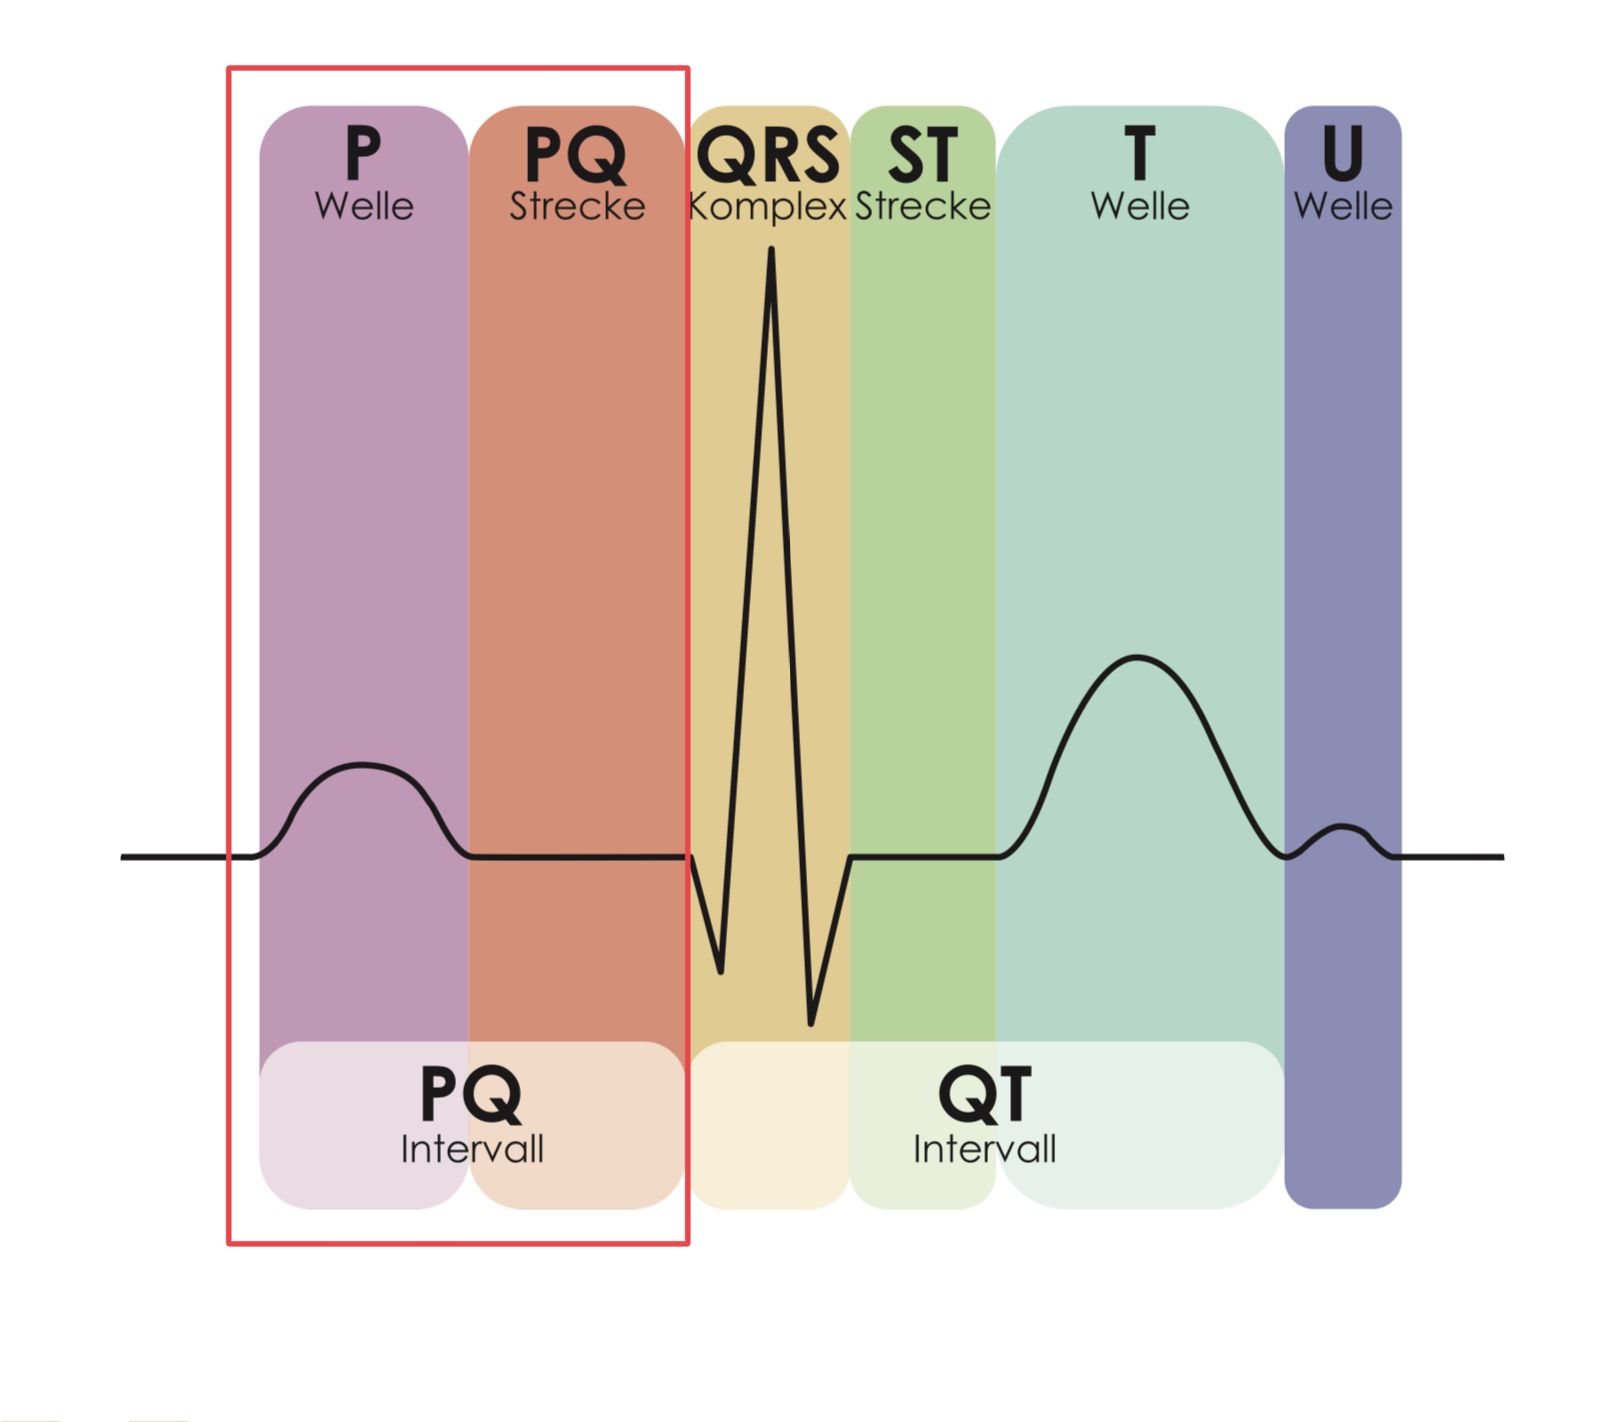 P
Welle
PQ
Strecke
QRS
Komplex
ST
Strecke
T
Welle
U
Welle
PQ
Intervall
QT
Intervall